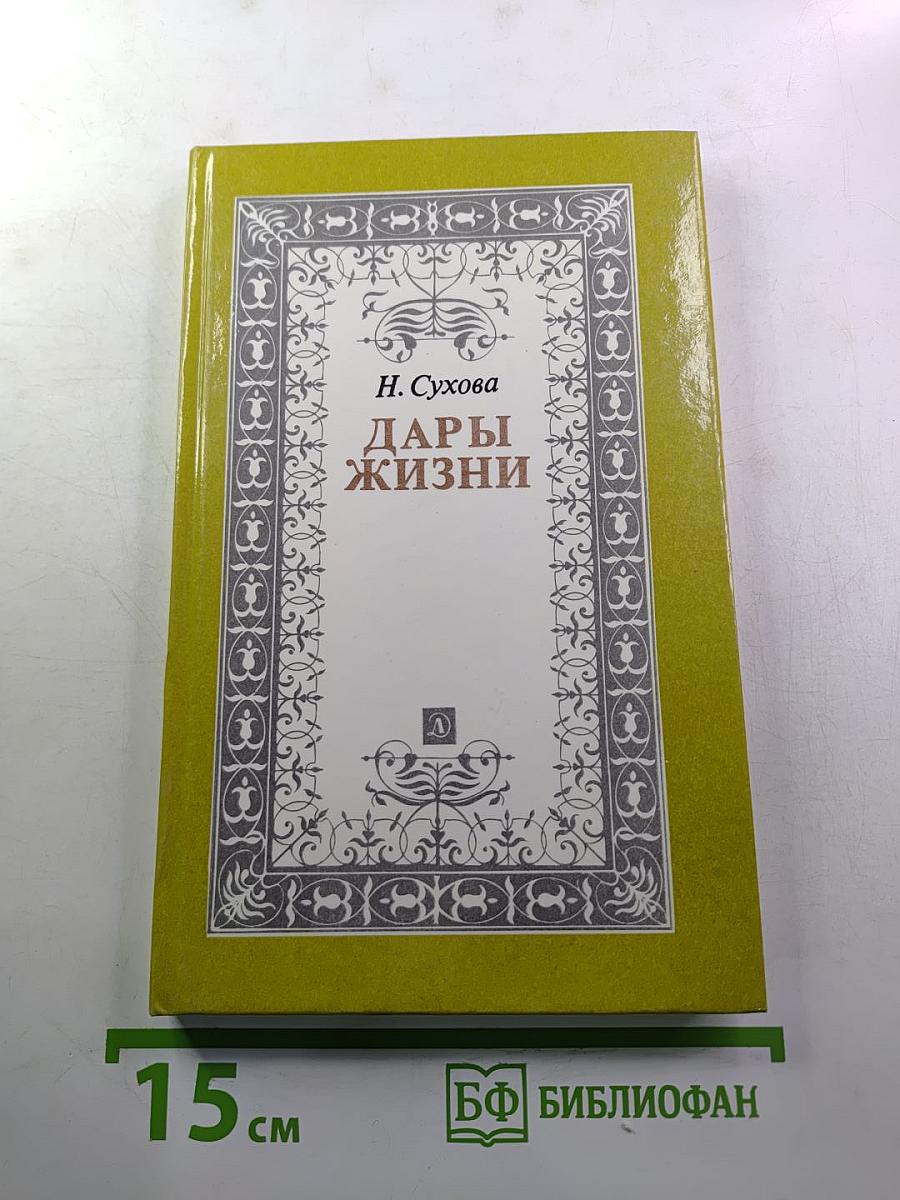 Н. Сухова
ДАРЫ
ЖИЗНИ
15 см
БФ БИБЛИОФАН